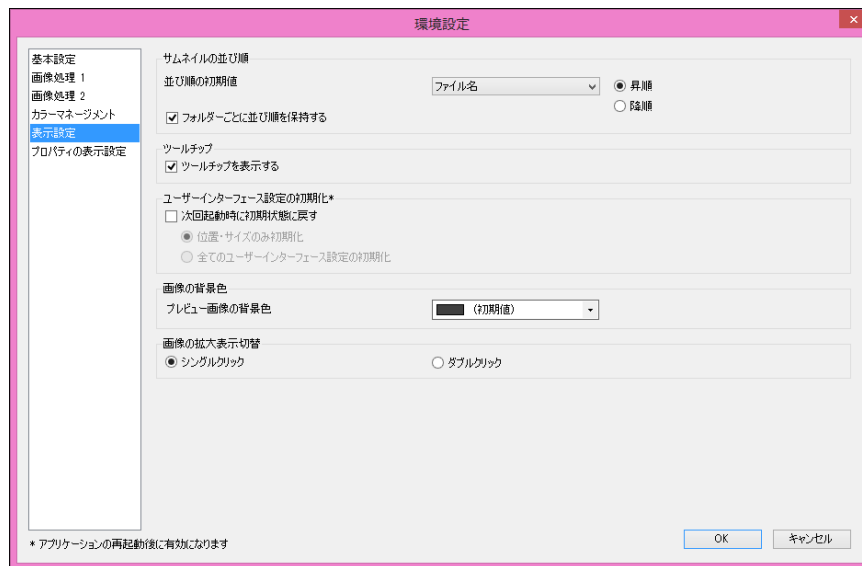 環境設定
基本設定
画像処理 1
画像処理 2
カラーマネージメント
表示設定
プロパティの表示設定
サムネイルの並び順
並び順の初期値
ファイル名
昇順
降順
フォルダーごとに並び順を保持する
ツールチップ
ツールチップを表示する
ユーザーインターフェース設定の初期化*
次回起動時に初期状態に戻す
位置・サイズのみ初期化
全てのユーザーインターフェース設定の初期化
画像の背景色
プレビュー画像の背景色
(初期値)
画像の拡大表示切替
シングルクリック
ダブルクリック
* アプリケーションの再起動後に有効になります
OK
キャンセル